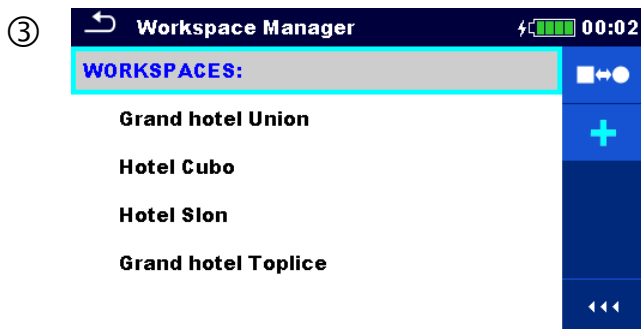 ③
Workspace Manager 00:02
WORKSPACES:
Grand hotel Union
Hotel Cubo
Hotel Slon
Grand hotel Toplice